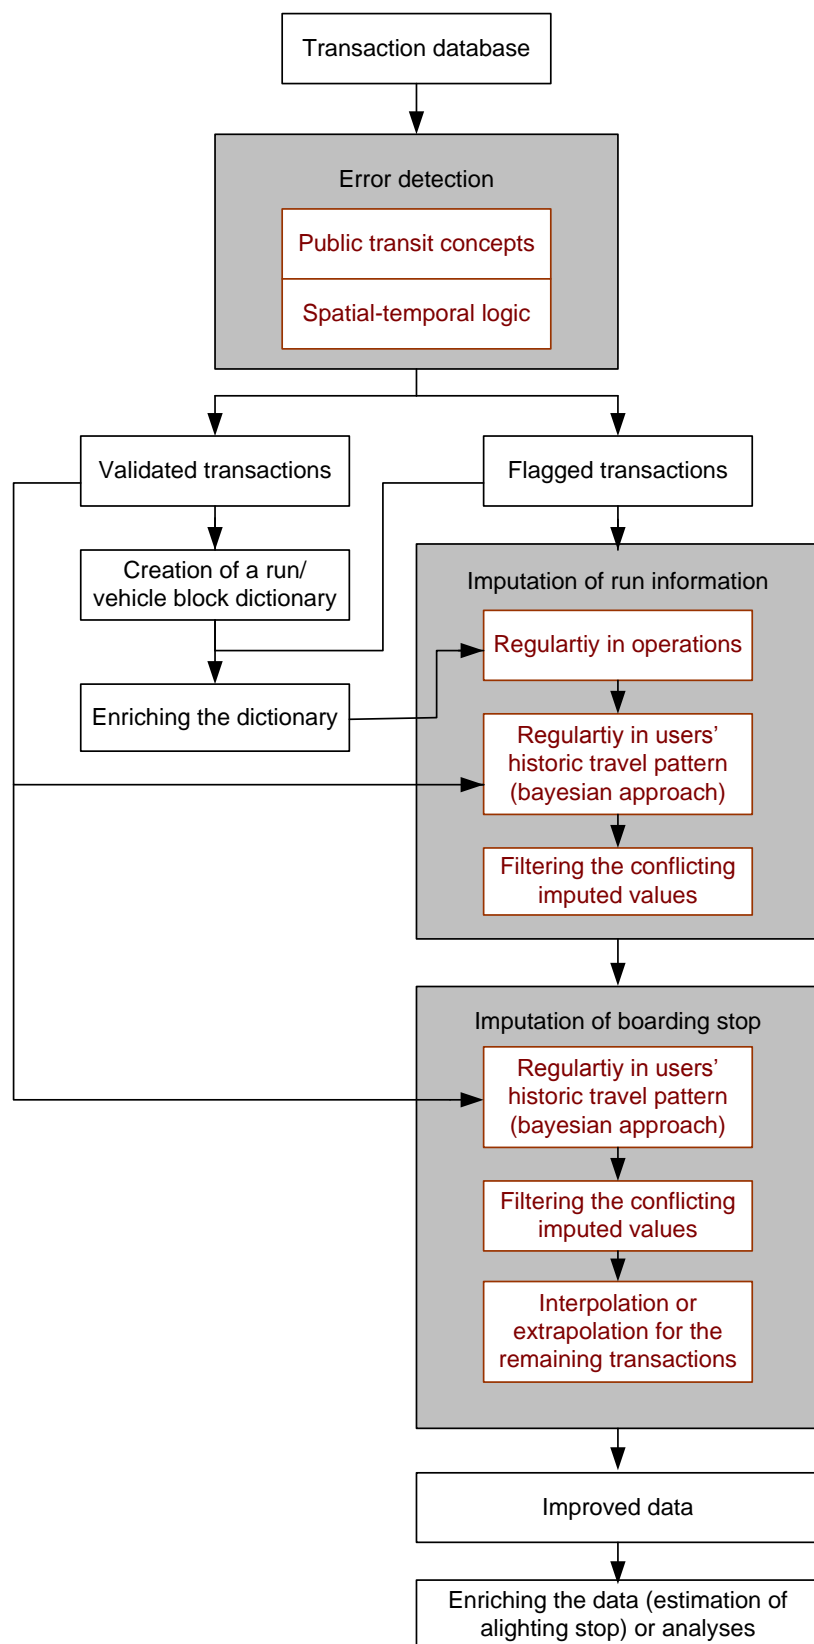 Transaction database
Error detection
Public transit concepts
Spatial-temporal logic
Validated transactions
Flagged transactions
Creation of a run/
vehicle block dictionary
Enriching the dictionary
Imputation of run information
Regulartiy in operations
Regulartiy in users’
historic travel pattern
(bayesian approach)
Filtering the conflicting
imputed values
Imputation of boarding stop
Regulartiy in users’
historic travel pattern
(bayesian approach)
Filtering the conflicting
imputed values
Interpolation or
extrapolation for the
remaining transactions
Improved data
Enriching the data (estimation of
alighting stop) or analyses